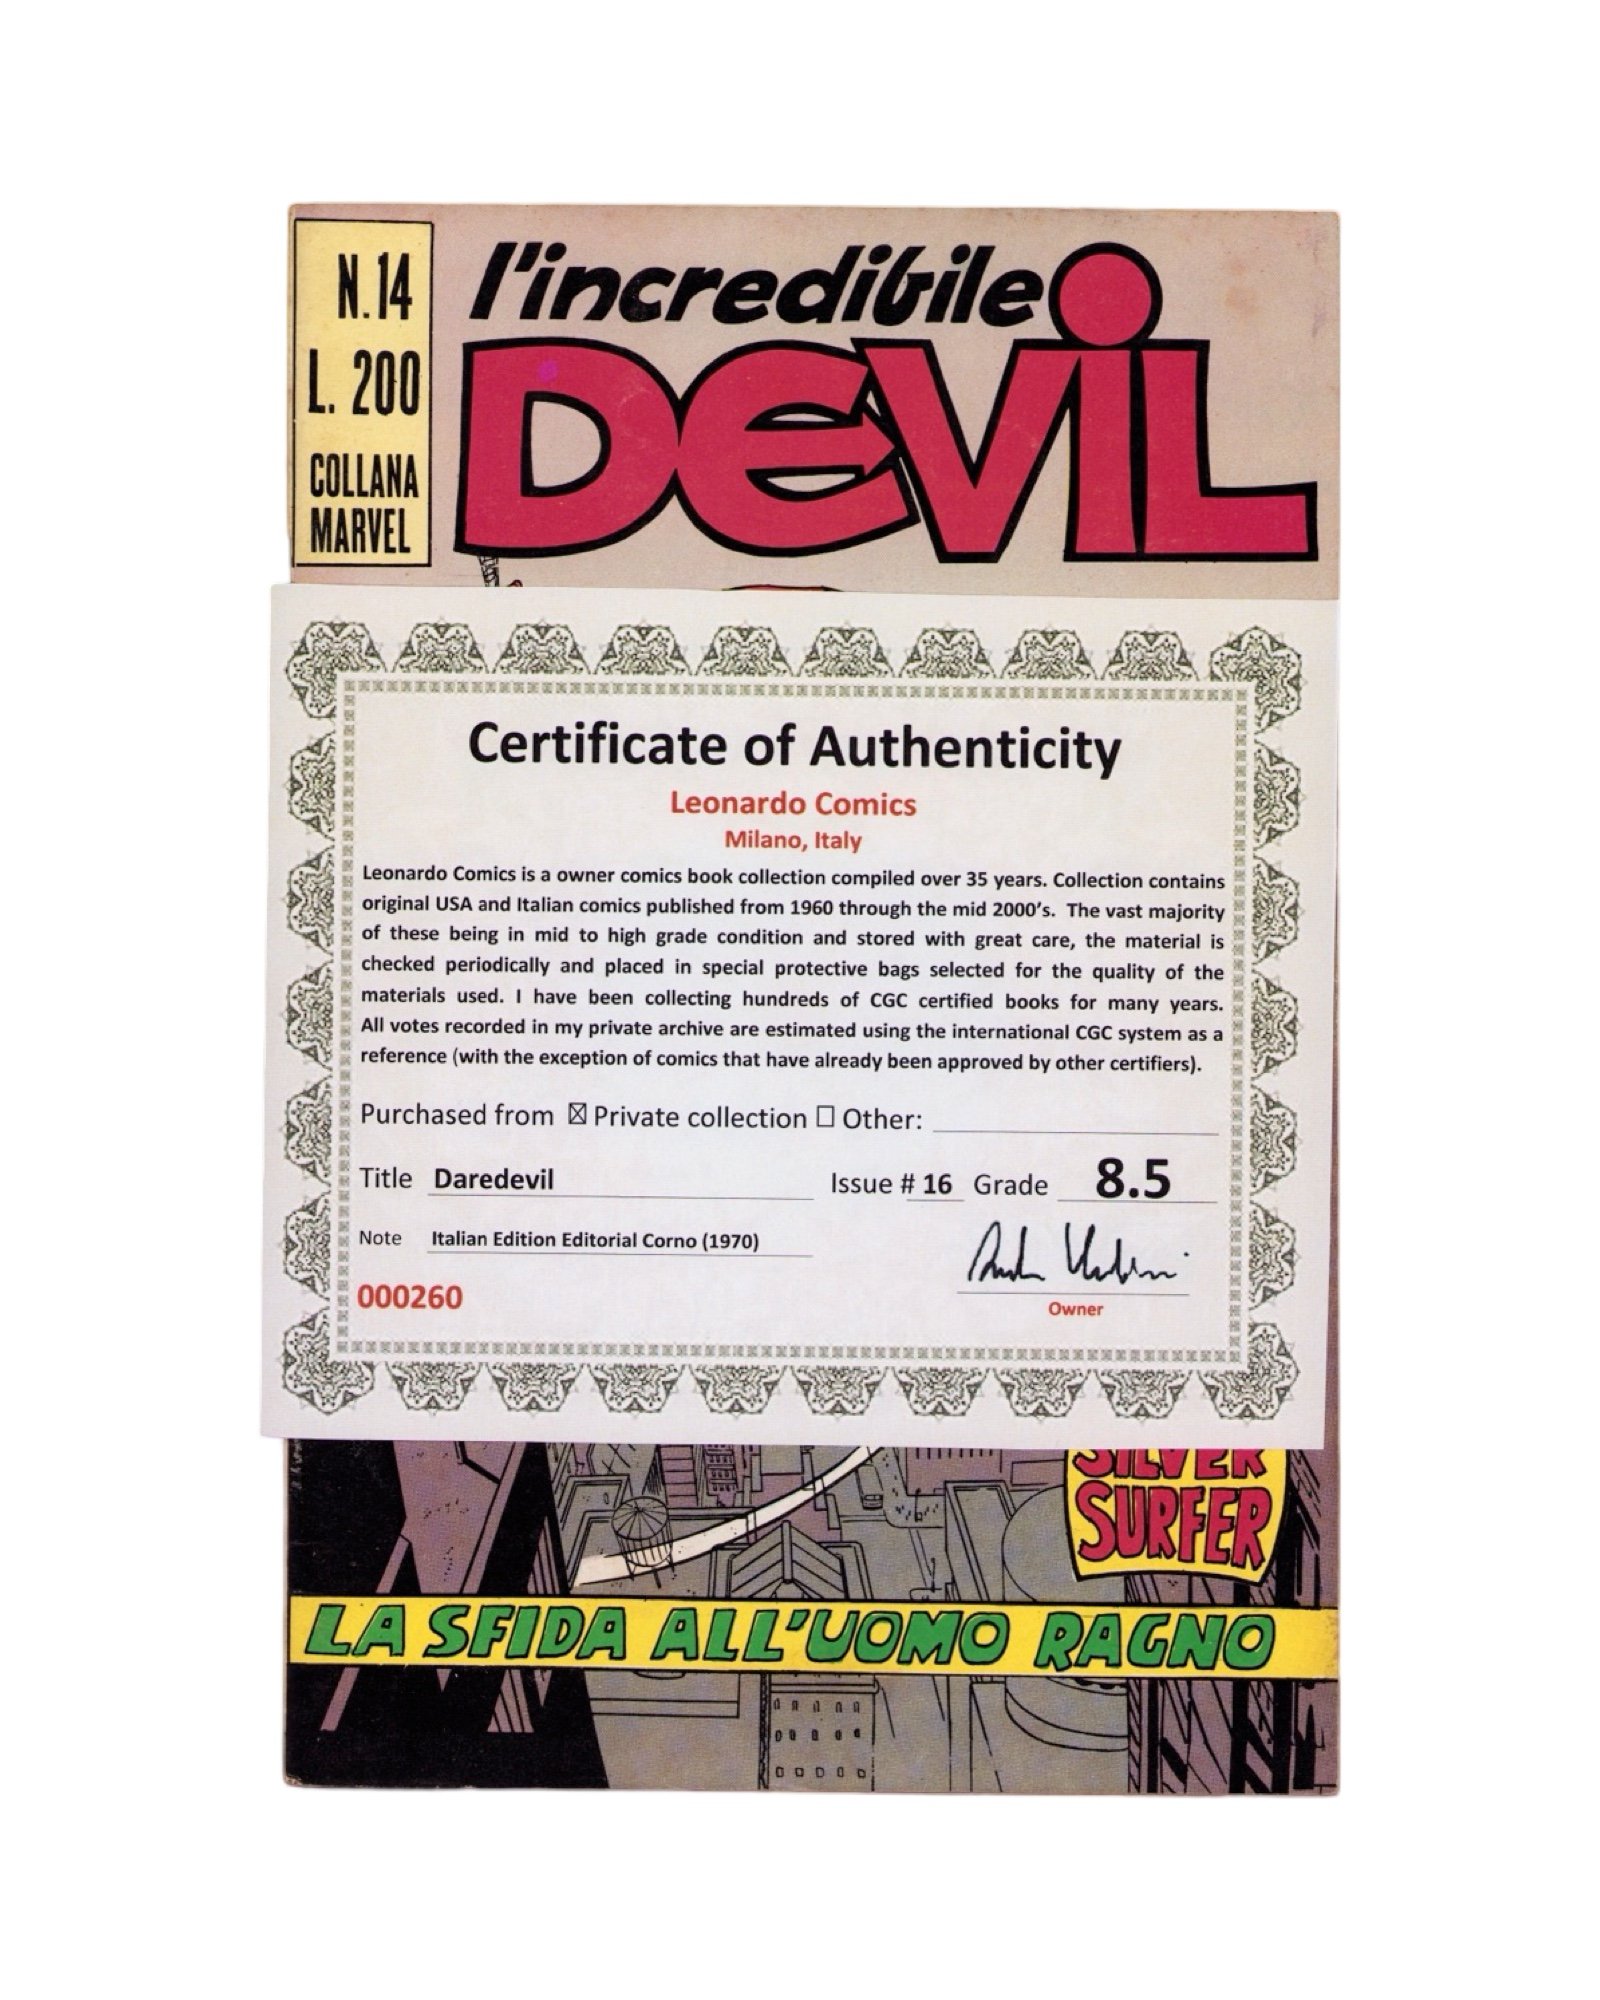 N.14
L. 200
COLLANA
MARVEL
l'incredibile
DEVIL
Certificate of Authenticity
Leonardo Comics
Milano, Italy
Leonardo Comics is a owner comics book collection compiled over 35 years. Collection contains
original USA and Italian comics published from 1960 through the mid 2000's. The vast majority
of these being in mid to high grade condition and stored with great care, the material is
checked periodically and placed in special protective bags selected for the quality of the
materials used. I have been collecting hundreds of CGC certified books for many years.
All votes recorded in my private archive are estimated using the international CGC system as a
reference (with the exception of comics that have already been approved by other certifiers).
Purchased from ☒ Private collection ☐ Other:
Title Daredevil Issue # 16 Grade 8.5
Note Italian Edition Editorial Corno (1970)
000260
Owner
SILVER
SURFER
LA SFIDA ALL'UOMO RAGNO